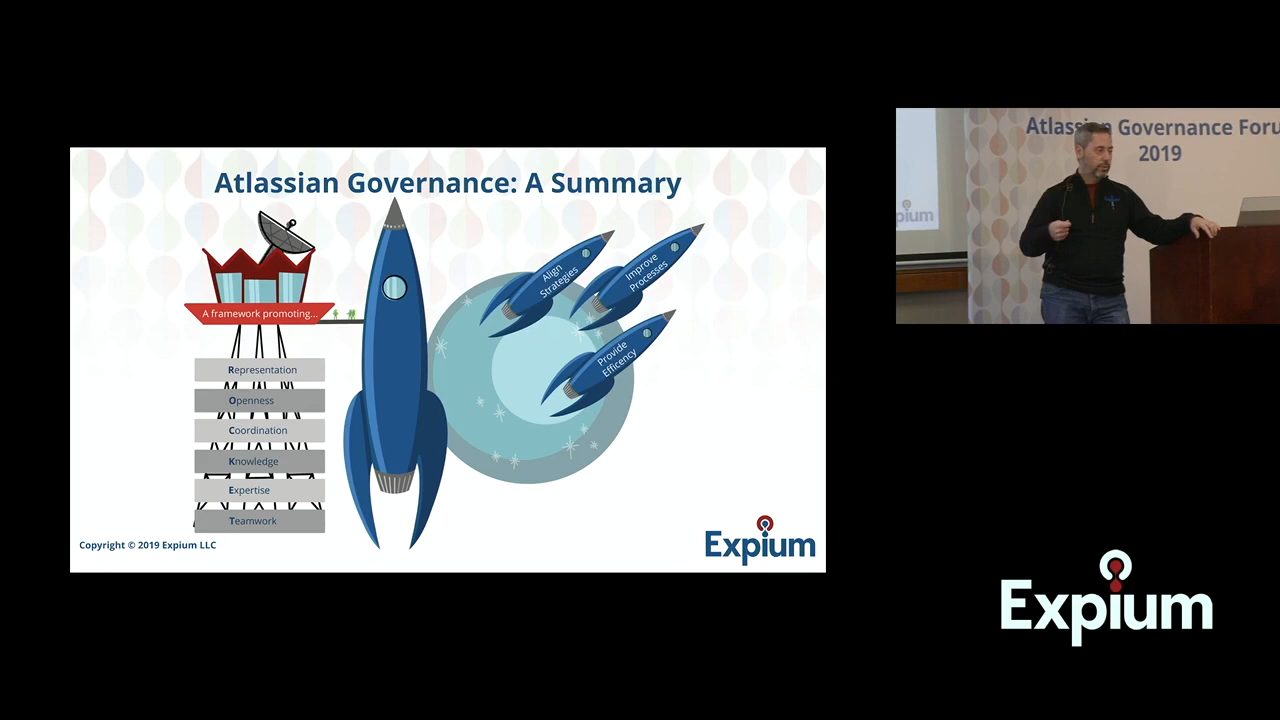 Atlassian Governance: A Summary
A framework promoting...
Representation
Openness
Coordination
Knowledge
Expertise
Teamwork
Align
Strategies
Improve
Processes
Provide
Efficency
Copyright © 2019 Expium LLC
Expium
Atlassian Governance Foru
2019
pium
Expium